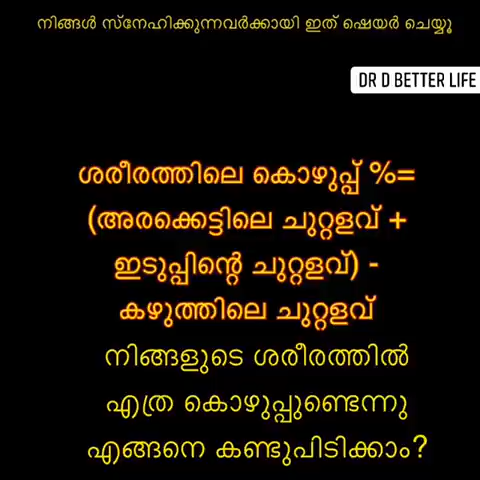 നിങ്ങൾ സ്നേഹിക്കുന്നവർക്കായി ഇത് ഷെയർ ചെയ്യൂ
DR D BETTER LIFE
ശരീരത്തിലെ കൊഴുപ്പ് %=
(അരക്കെട്ടിലെ ചുറ്റളവ് +
ഇടുപ്പിന്റെ ചുറ്റളവ്) -
കഴുത്തിലെ ചുറ്റളവ്
നിങ്ങളുടെ ശരീരത്തിൽ
എത്ര കൊഴുപ്പുണ്ടെന്നു
എങ്ങനെ കണ്ടുപിടിക്കാം?